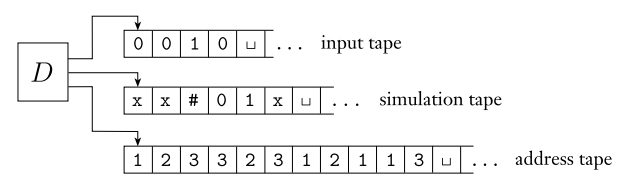 0 0 1 0 ␣ ... input tape
D
x x # 0 1 x ␣ ... simulation tape
1 2 3 3 2 3 1 2 1 1 3 ␣ ... address tape